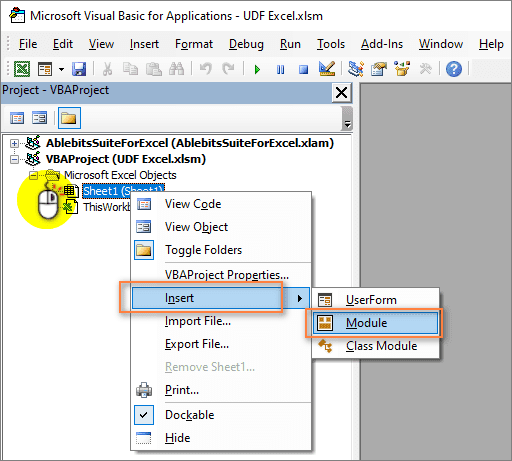 Microsoft Visual Basic for Applications - UDF Excel.xlsm
File Edit View Insert Format Debug Run Tools Add-Ins Window Help
Project - VBAProject
AblebitsSuiteForExcel (AblebitsSuiteForExcel.xlam)
VBAProject (UDF Excel.xlsm)
Microsoft Excel Objects
Sheet1 (Sheet1)
ThisWorkb
View Code
View Object
Toggle Folders
VBAProject Properties...
Insert
Import File...
Export File...
Remove Sheet1...
Print...
Dockable
Hide
UserForm
Module
Class Module